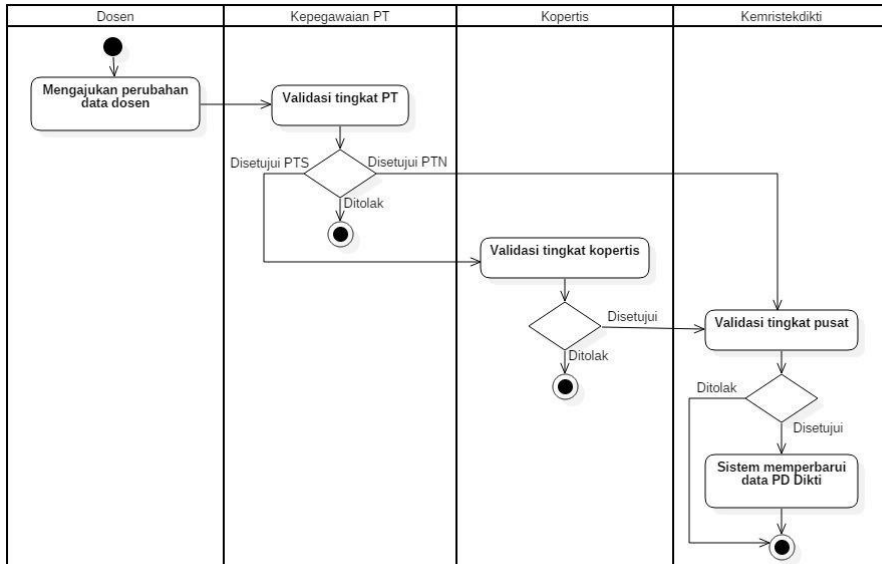 Dosen
Kepegawaian PT
Kopertis
Kemristekdikti
Mengajukan perubahan
data dosen
Validasi tingkat PT
Disetujui PTS
Disetujui PTN
Ditolak
Validasi tingkat kopertis
Disetujui
Ditolak
Validasi tingkat pusat
Ditolak
Disetujui
Sistem memperbarui
data PD Dikti